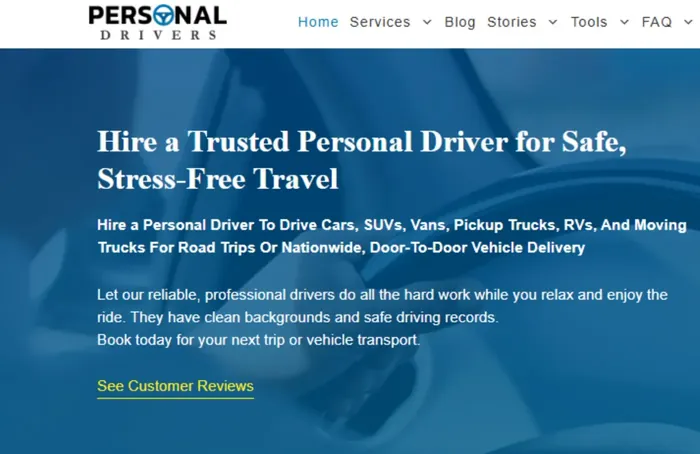 PERSONAL
DRIVERS
Home Services Blog Stories Tools FAQ
Hire a Trusted Personal Driver for Safe,
Stress-Free Travel
Hire a Personal Driver To Drive Cars, SUVs, Vans, Pickup Trucks, RVs, And Moving
Trucks For Road Trips Or Nationwide, Door-To-Door Vehicle Delivery
Let our reliable, professional drivers do all the hard work while you relax and enjoy the
ride. They have clean backgrounds and safe driving records.
Book today for your next trip or vehicle transport.
See Customer Reviews